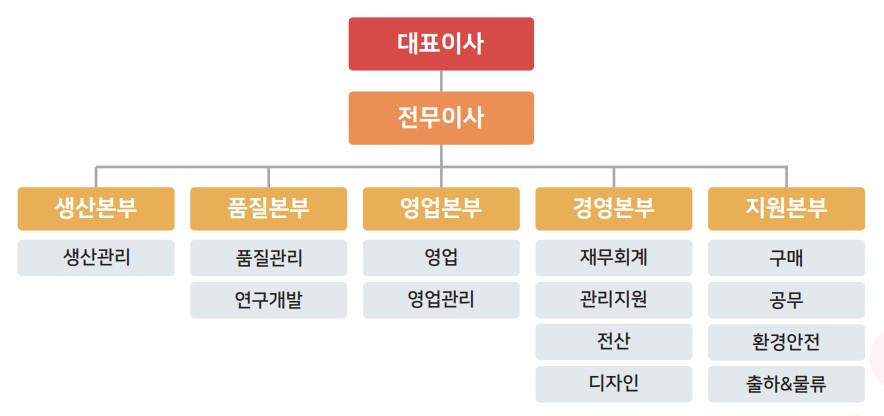 대표이사
전무이사
생산본부
생산관리
품질본부
품질관리
연구개발
영업본부
영업
영업관리
경영본부
재무회계
관리지원
전산
디자인
지원본부
구매
공무
환경안전
출하&물류